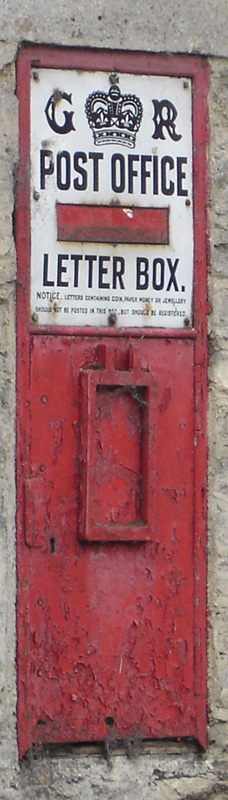 G R
POST OFFICE
LETTER BOX.
NOTICE. LETTERS CONTAINING COIN, PAPER MONEY OR JEWELLERY
SHOULD NOT BE POSTED IN THIS BOX, BUT SHOULD BE REGISTERED.